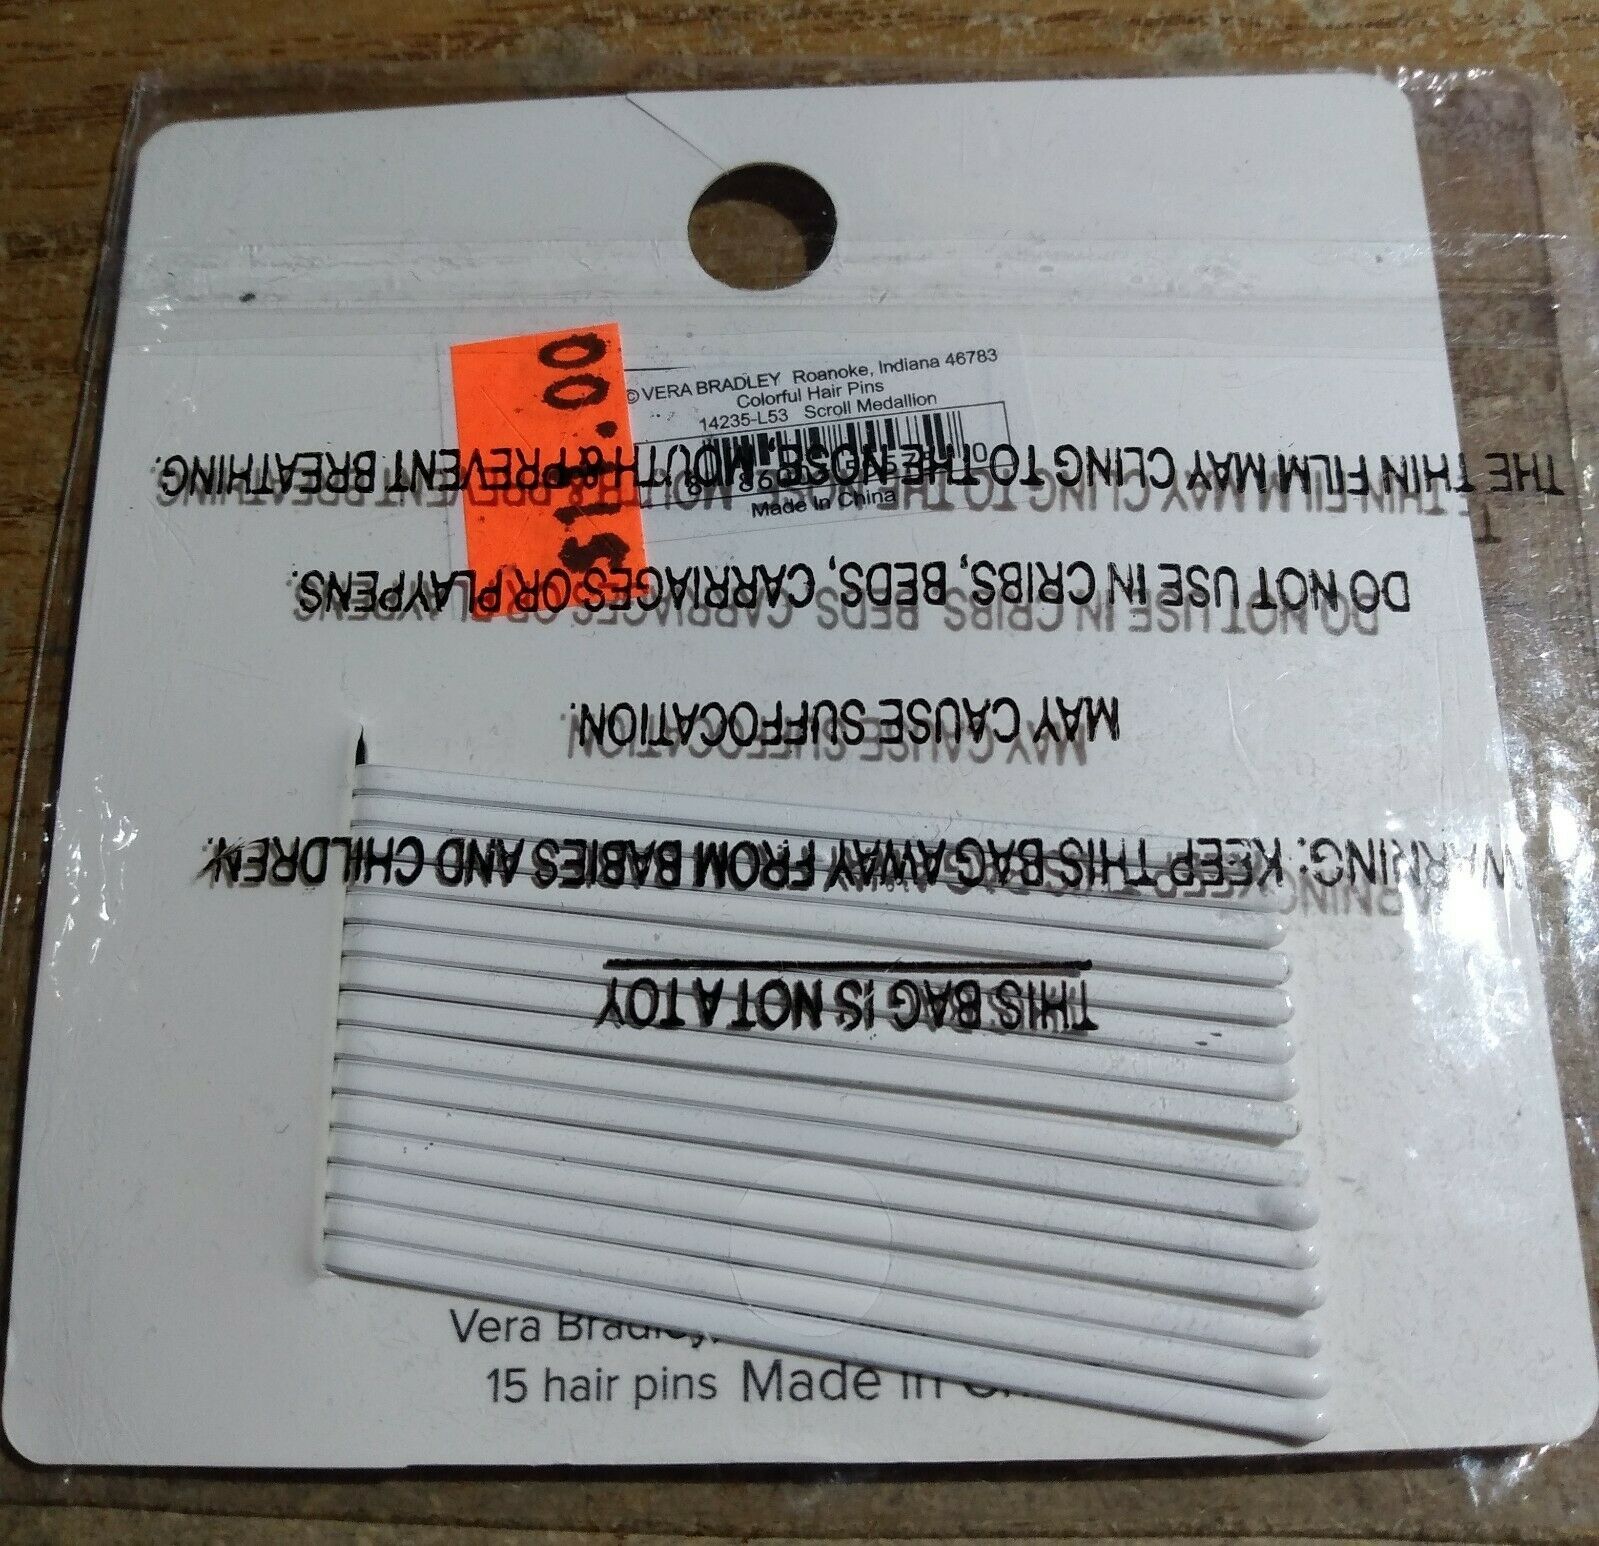 $1.00
© VERA BRADLEY Roanoke, Indiana 46783
Colorful Hair Pins
14235-L53 Scroll Medallion
Made In China
THIS BAG IS NOT A TOY
WARNING: KEEP THIS BAG AWAY FROM BABIES AND CHILDREN.
MAY CAUSE SUFFOCATION.
DO NOT USE IN CRIBS, BEDS, CARRIAGES OR PLAYPENS.
THE THIN FILM MAY CLING TO THE NOSE, MOUTH & PREVENT BREATHING.
Vera Bradley,
15 hair pins Made in